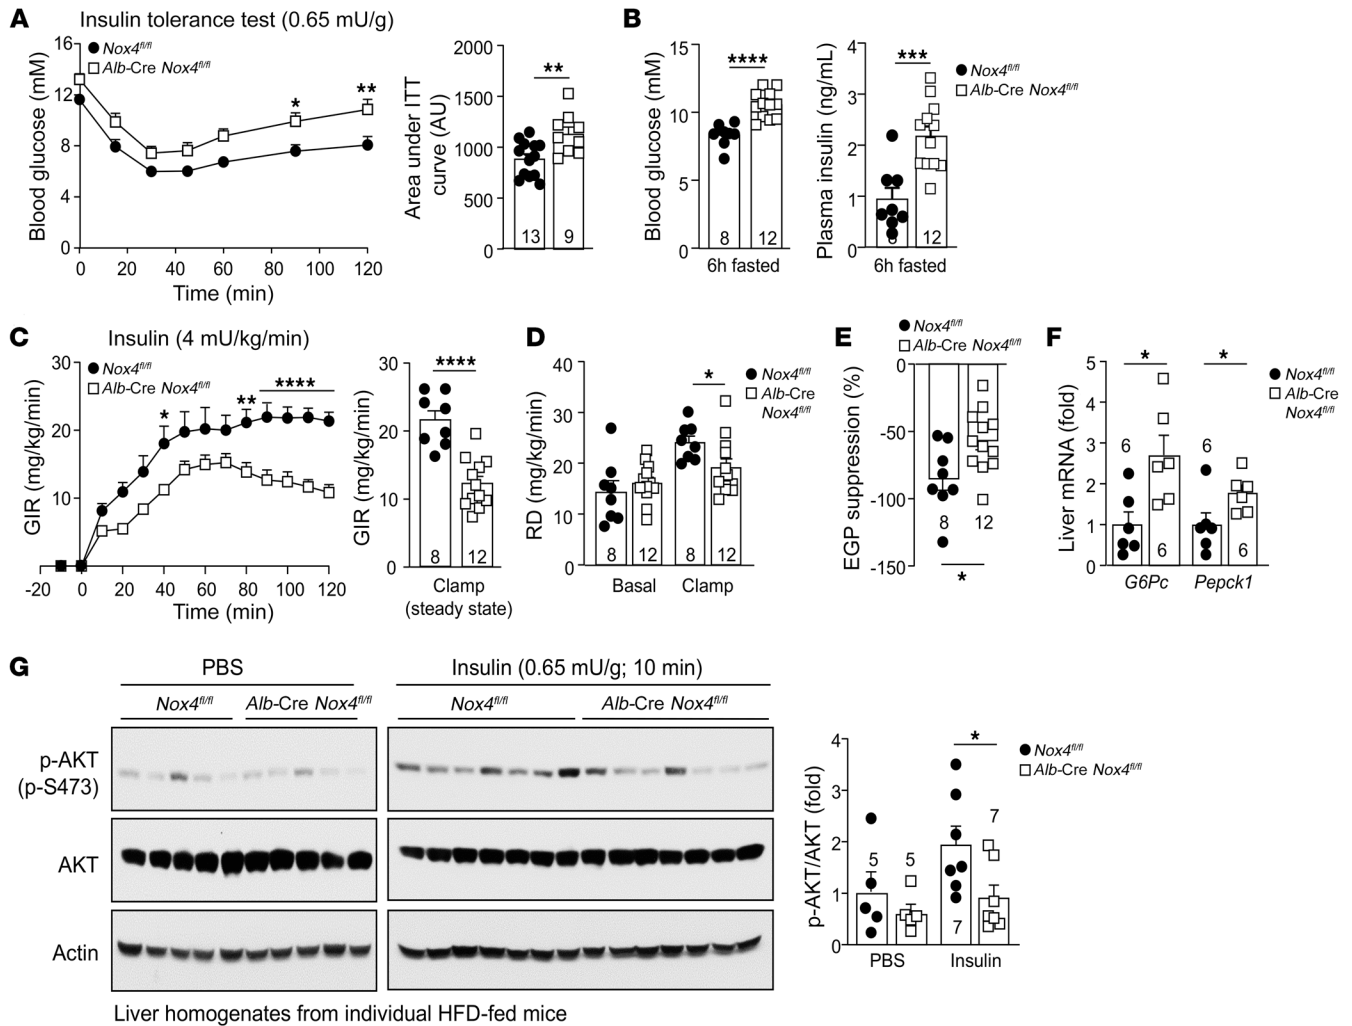 A
Insulin tolerance test (0.65 mU/g)
Nox4fl/fl
Alb-Cre Nox4fl/fl
Blood glucose (mM)
16
12
8
4
0
*
**
0 20 40 60 80 100 120
Time (min)
Area under ITT
curve (AU)
2000
1500
1000
500
0
**
13 9
B
Blood glucose (mM)
15
10
5
0
****
8 12
6h fasted
Plasma insulin (ng/mL)
4
3
2
1
0
***
8 12
6h fasted
Nox4fl/fl
Alb-Cre Nox4fl/fl
C
Insulin (4 mU/kg/min)
Nox4fl/fl
Alb-Cre Nox4fl/fl
GIR (mg/kg/min)
30
20
10
*
**
****
-20 0 20 40 60 80 100 120
Time (min)
GIR (mg/kg/min)
30
20
10
0
****
8 12
Clamp
(steady state)
D
RD (mg/kg/min)
40
30
20
10
0
*
8 12 8 12
Basal Clamp
Nox4fl/fl
Alb-Cre
Nox4fl/fl
E
Nox4fl/fl
Alb-Cre Nox4fl/fl
EGP suppression (%)
0
-50
-100
-150
8 12
*
F
Liver mRNA (fold)
5
4
3
2
1
0
* *
6 6
6 6
G6Pc Pepck1
Nox4fl/fl
Alb-Cre
Nox4fl/fl
G
PBS
Insulin (0.65 mU/g; 10 min)
Nox4fl/fl Alb-Cre Nox4fl/fl Nox4fl/fl Alb-Cre Nox4fl/fl
p-AKT
(p-S473)
AKT
Actin
Liver homogenates from individual HFD-fed mice
p-AKT/AKT (fold)
4
3
2
1
0
*
5 5 7
7
PBS Insulin
Nox4fl/fl
Alb-Cre Nox4fl/fl